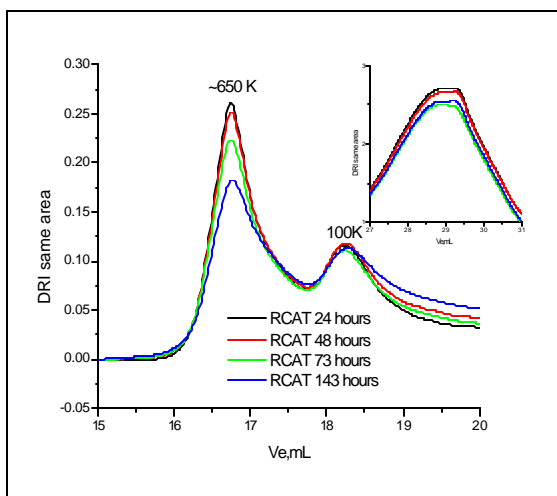 0.30
0.25
0.20
0.15
0.10
0.05
0.00
-0.05
DRI same area
~650 K
100K
RCAT 24 hours
RCAT 48 hours
RCAT 73 hours
RCAT 143 hours
15 16 17 18 19 20
Ve,mL
3
2
1
DRI same area
27 28 29 30 31
Ve,mL